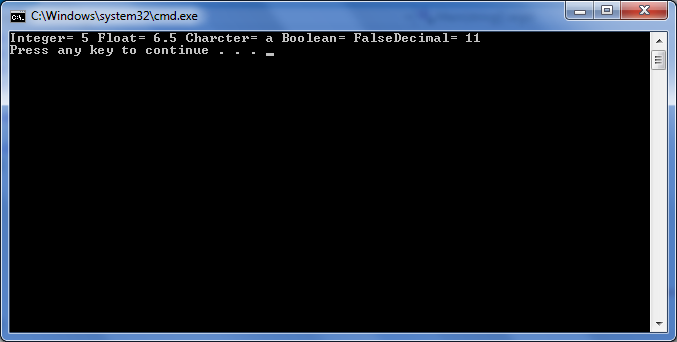 C:\Windows\system32\cmd.exe
Integer= 5 Float= 6.5 Charcter= a Boolean= FalseDecimal= 11
Press any key to continue . . . _